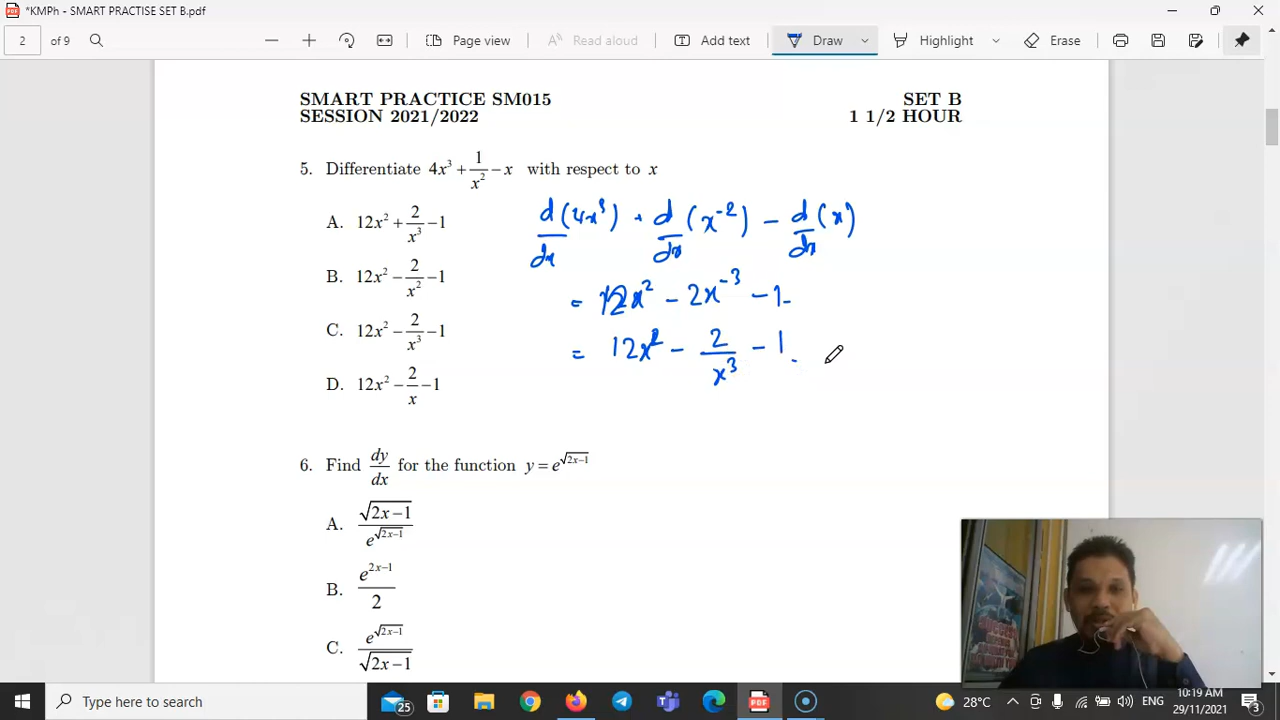 *KMPh - SMART PRACTISE SET B.pdf
2 of 9 Page view Read aloud Add text Draw Highlight Erase
SMART PRACTICE SM015 SET B
SESSION 2021/2022 1 1/2 HOUR
5. Differentiate 4x³ + 1/x² − x with respect to x
A. 12x² + 2/x³ − 1
B. 12x² − 2/x² − 1
C. 12x² − 2/x³ − 1
D. 12x² − 2/x − 1
d/dx (4x³) + d/dx (x⁻²) − d/dx (x)
= 12x² − 2x⁻³ − 1
= 12x² − 2/x³ − 1.
6. Find dy/dx for the function y = e^√(2x−1)
A. √(2x−1)/e^√(2x−1)
B. e^(2x−1)/2
C. e^√(2x−1)/√(2x−1)
Type here to search
25
28°C ENG
10:19 AM
29/11/2021
3